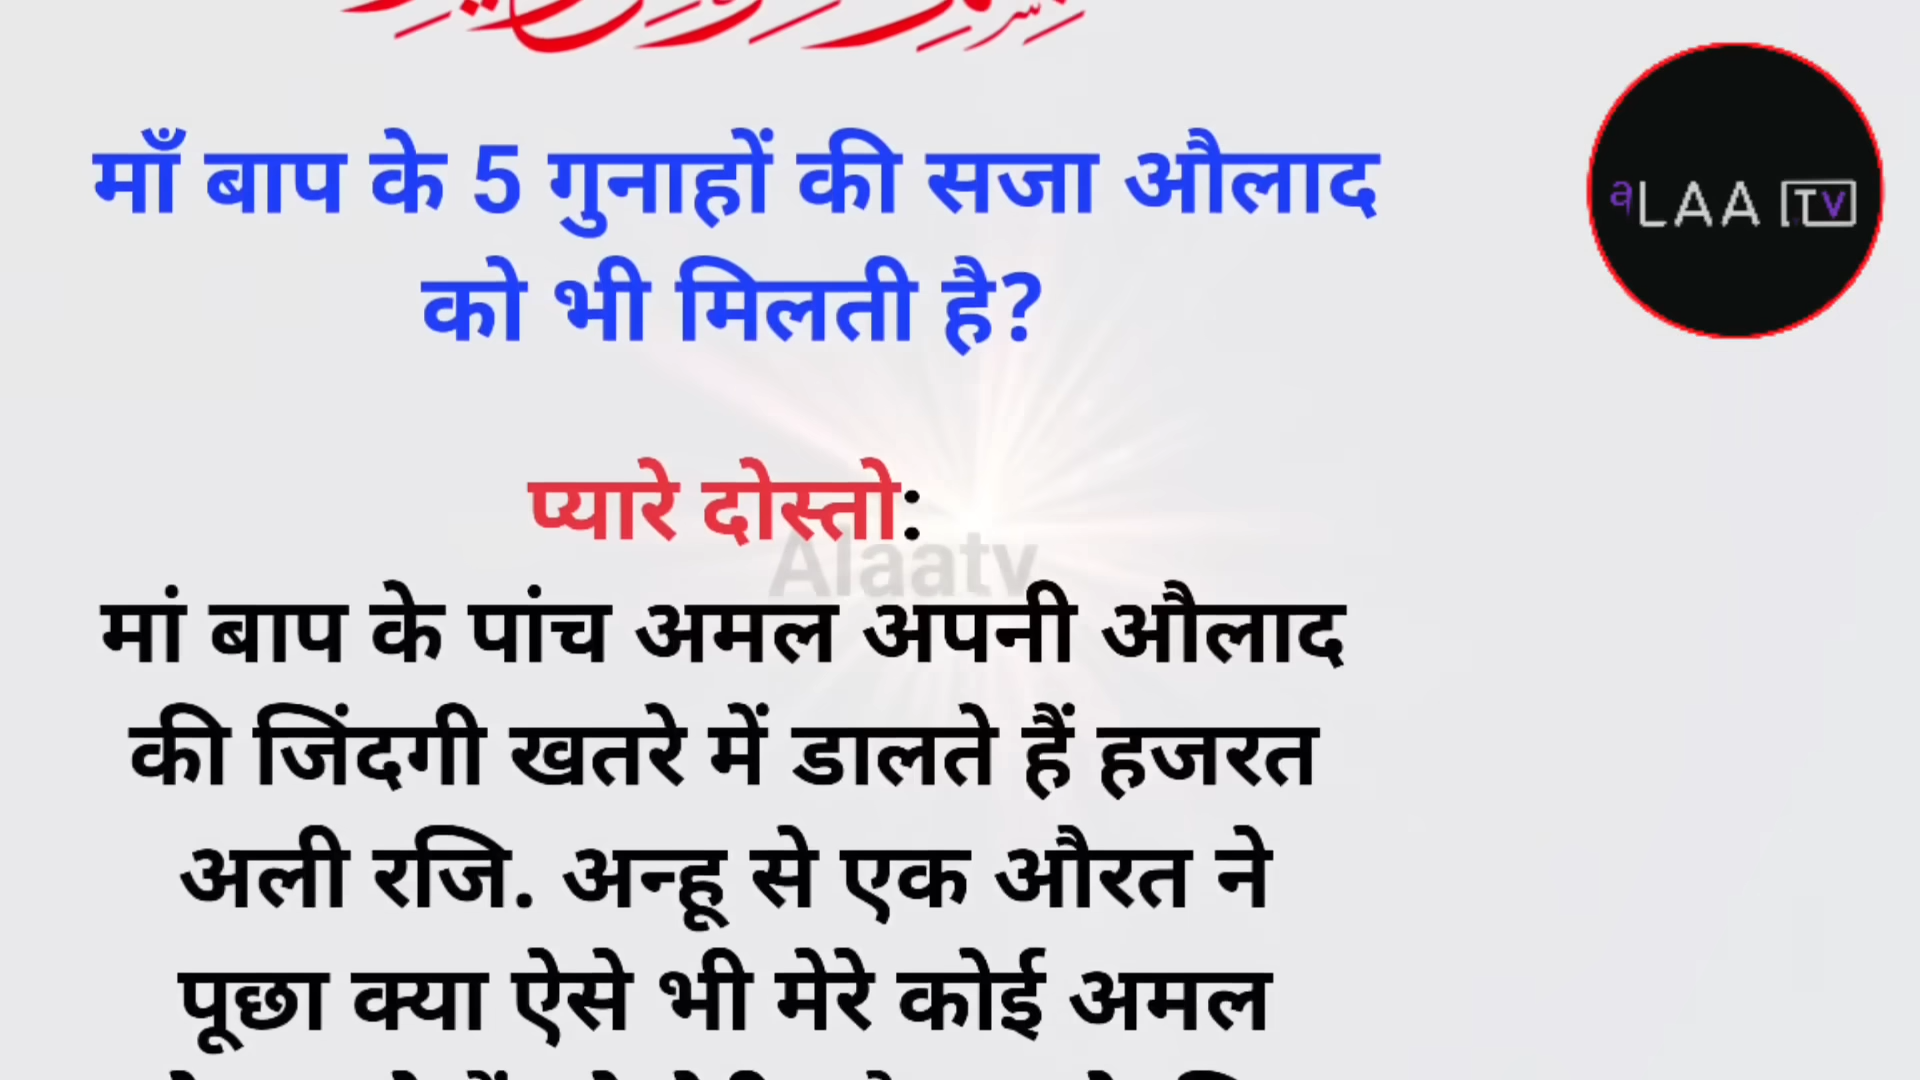 माँ बाप के 5 गुनाहों की सजा औलाद
को भी मिलती है?
aLAA TV
प्यारे दोस्तो:
Alaatv
मां बाप के पांच अमल अपनी औलाद
की जिंदगी खतरे में डालते हैं हजरत
अली रजि. अन्हू से एक औरत ने
पूछा क्या ऐसे भी मेरे कोई अमल